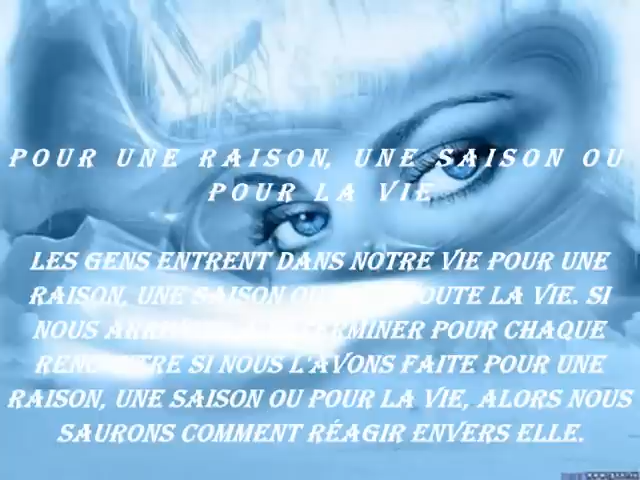 POUR UNE RAISON, UNE SAISON OU
POUR LA VIE
LES GENS ENTRENT DANS NOTRE VIE POUR UNE
RAISON, UNE SAISON OU TOUTE LA VIE. SI
NOUS POUR CHAQUE
RENCONTRE SI NOUS L'AVONS FAITE POUR UNE
RAISON, UNE SAISON OU POUR LA VIE, ALORS NOUS
SAURONS COMMENT RÉAGIR ENVERS ELLE.